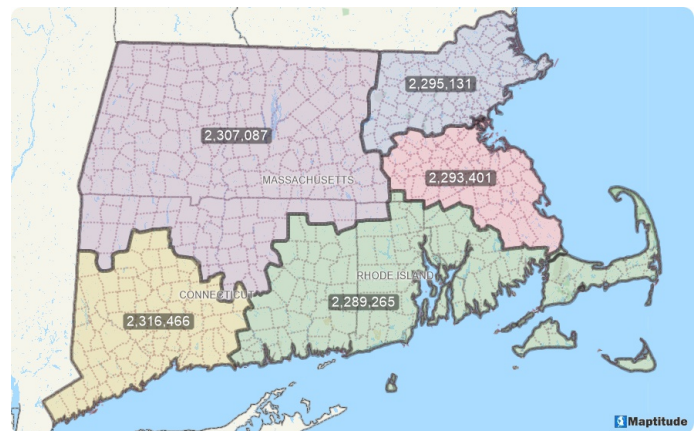 2,295,131
2,307,087
MASSACHUSETTS
2,293,401
RHODE ISLAND
CONNECTICUT
2,289,265
2,316,466
Maptitude